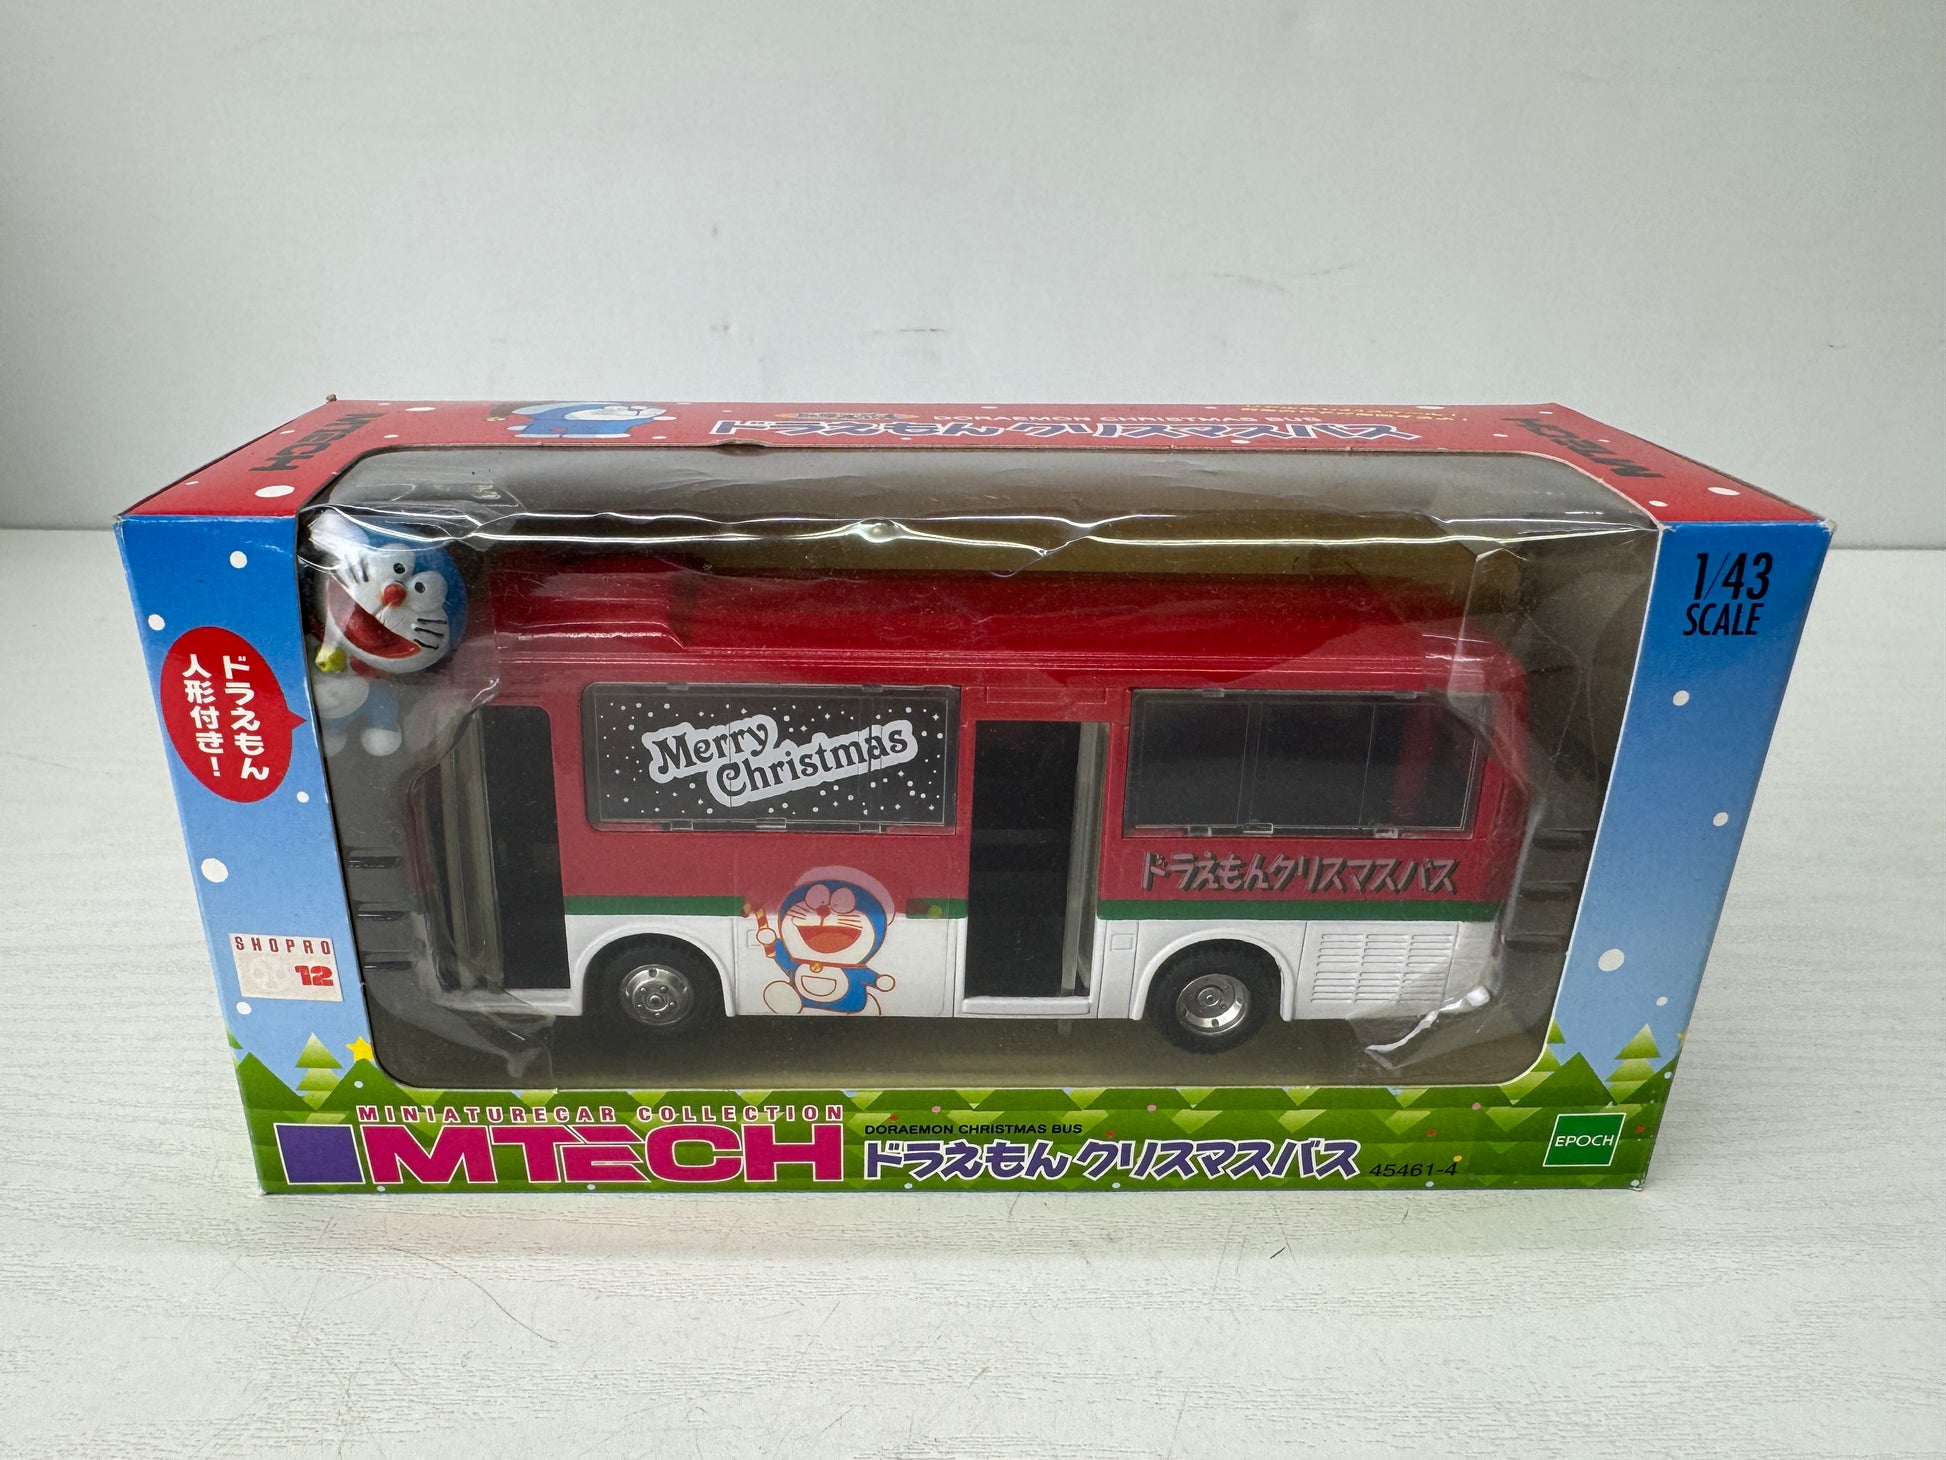 MTECH
DORAEMON CHRISTMAS BUS
ドラえもん クリスマスバス
MTECH
1/43
SCALE
ドラえもん
人形付き!
Merry
Christmas
ドラえもんクリスマスバス
SHOPRO
12
MINIATURECAR COLLECTION
MTECH
DORAEMON CHRISTMAS BUS
ドラえもん クリスマスバス 45461-4
EPOCH